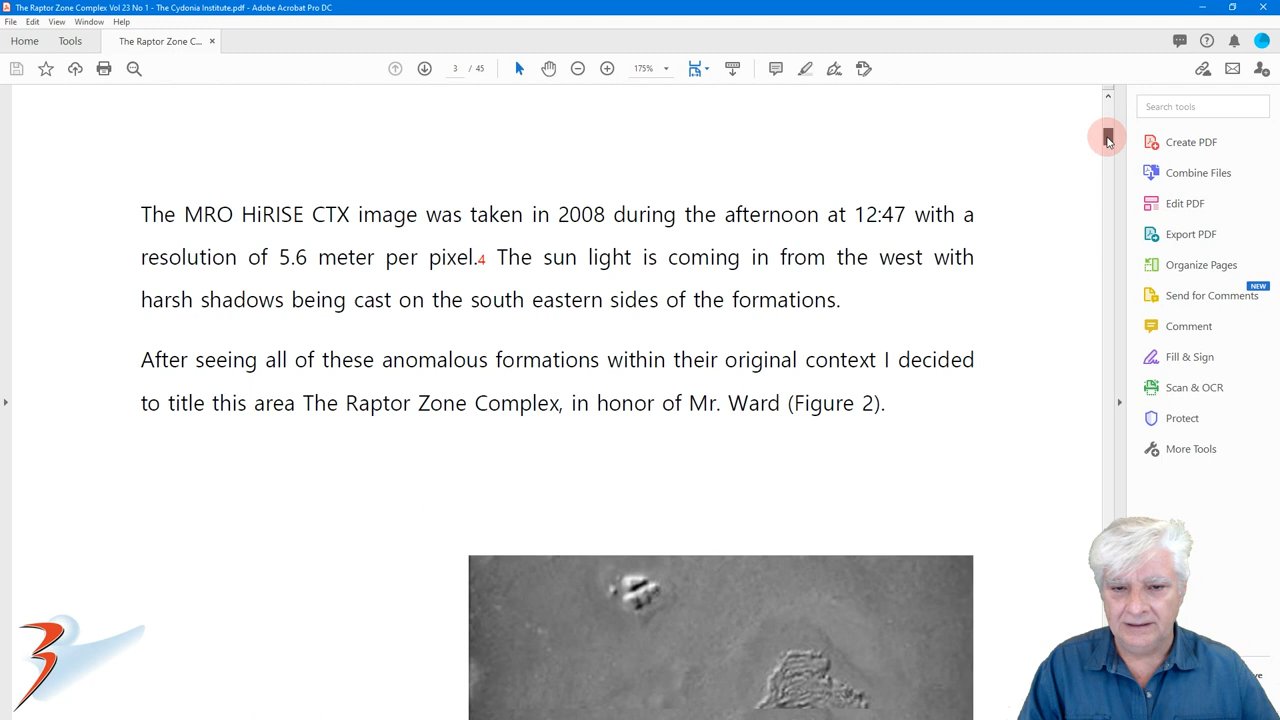 The Raptor Zone Complex Vol 23 No 1 - The Cydonia Institute.pdf - Adobe Acrobat Pro DC
File Edit View Window Help
Home Tools The Raptor Zone C... ×
3 / 45 175%
Search tools
Create PDF
Combine Files
Edit PDF
Export PDF
Organize Pages
NEW
Send for Comments
Comment
Fill & Sign
Scan & OCR
Protect
More Tools
The MRO HiRISE CTX image was taken in 2008 during the afternoon at 12:47 with a
resolution of 5.6 meter per pixel.4 The sun light is coming in from the west with
harsh shadows being cast on the south eastern sides of the formations.
After seeing all of these anomalous formations within their original context I decided
to title this area The Raptor Zone Complex, in honor of Mr. Ward (Figure 2).